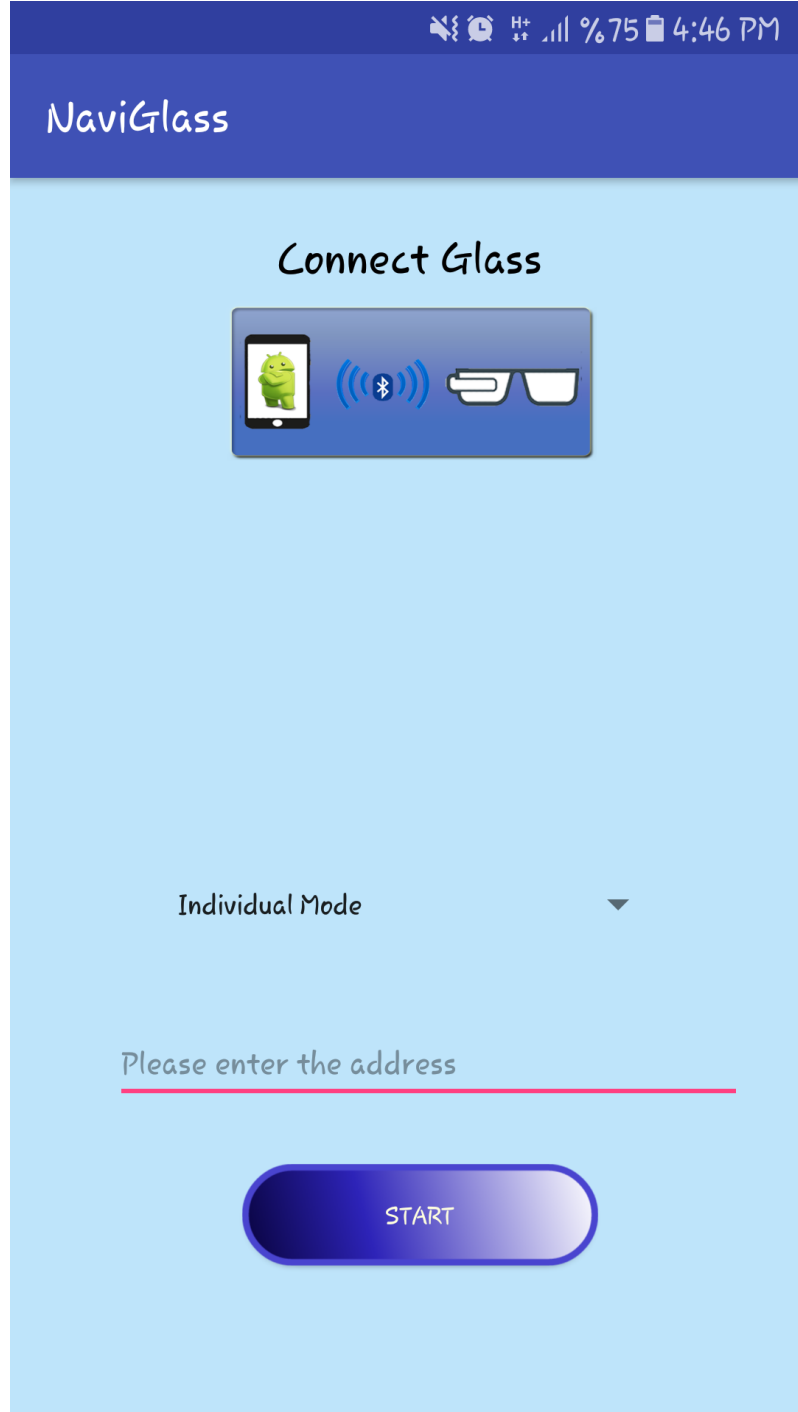 H+ %75 4:46 PM
NaviGlass
Connect Glass
Individual Mode
Please enter the address
START